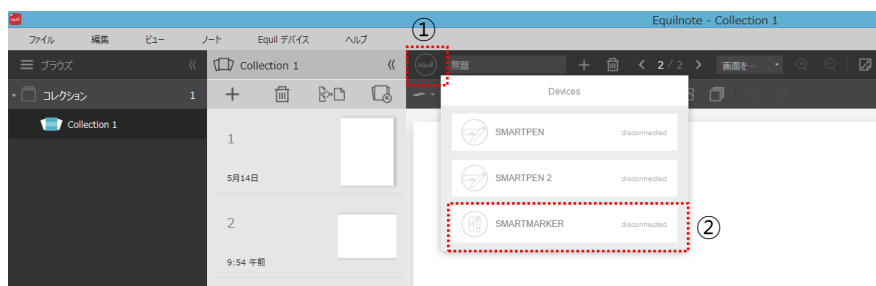 equil
Equilnote - Collection 1
①
ファイル 編集 ビュー ノート Equil デバイス ヘルプ
ブラウズ 《
Collection 1 《
equil 無題 + < 2 / 2 > 画面を…
コレクション 1
Collection 1
Devices
SMARTPEN disconnected
SMARTPEN 2 disconnected
SMARTMARKER disconnected
②
1
5月14日
2
9:54 午前